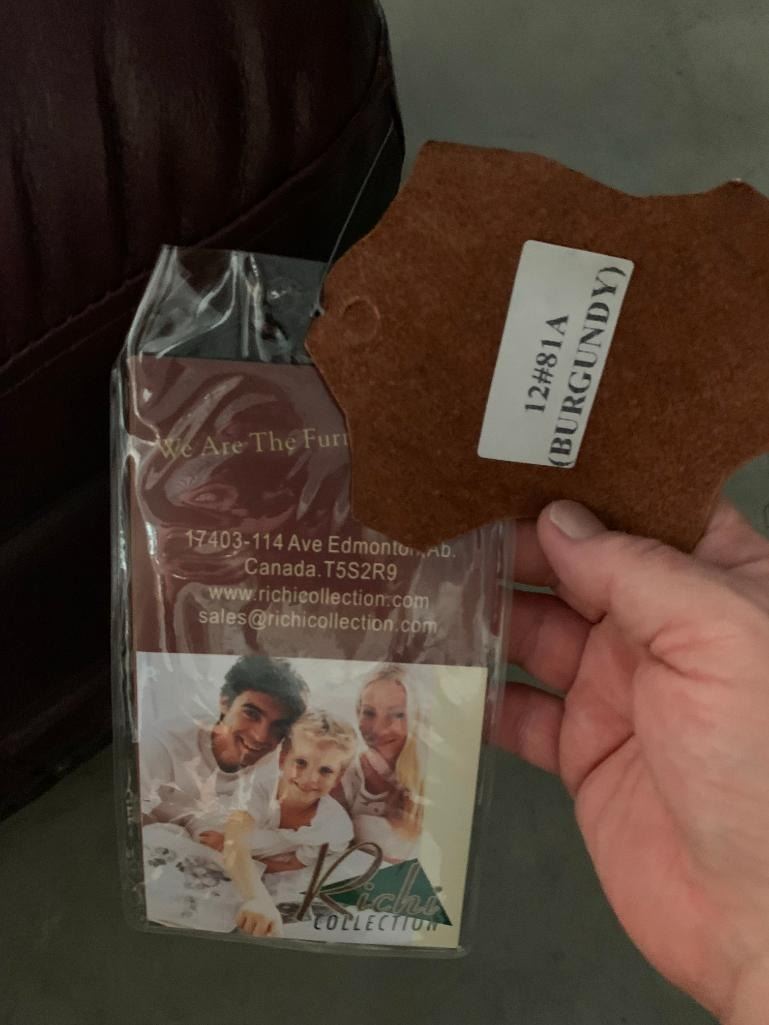 12#81A
(BURGUNDY)
We Are The
17403-114 Ave Edmonton, Ab.
Canada.T5S2R9
www.richicollection.com
sales@richicollection.com
Richi
COLLECTION